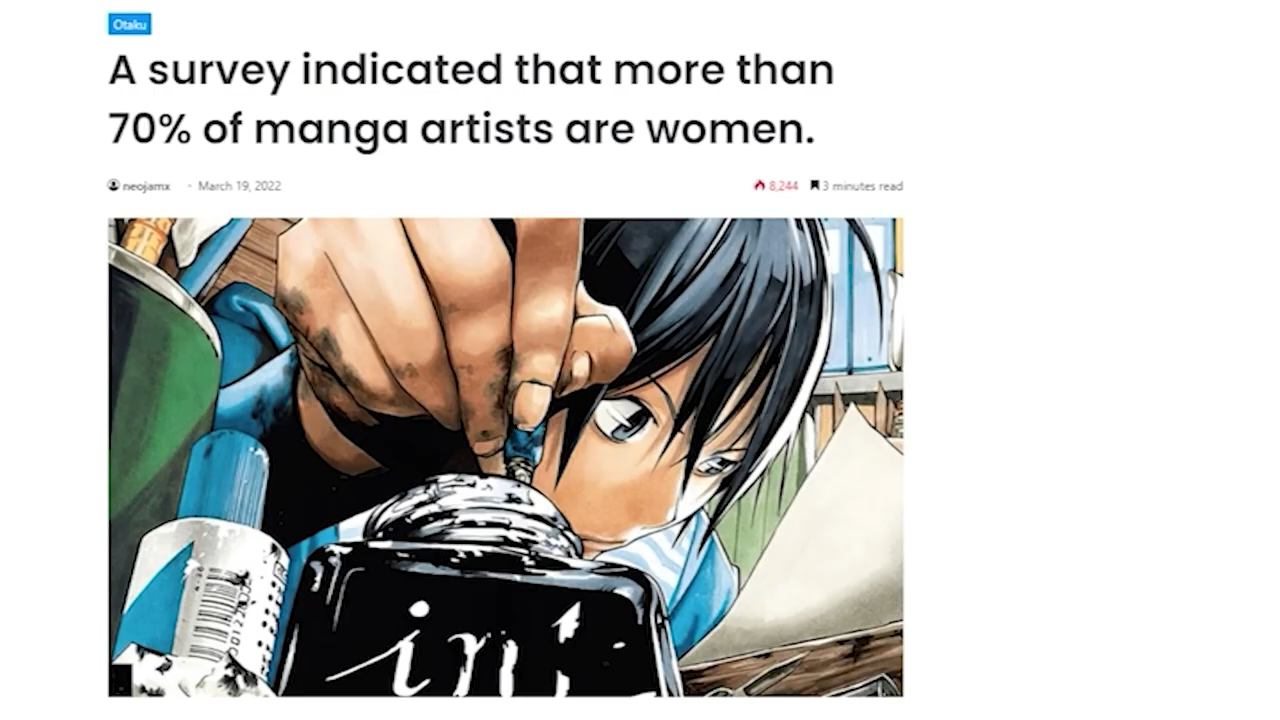 Otaku
A survey indicated that more than
70% of manga artists are women.
neojamx - March 19, 2022 8,244 3 minutes read
ink